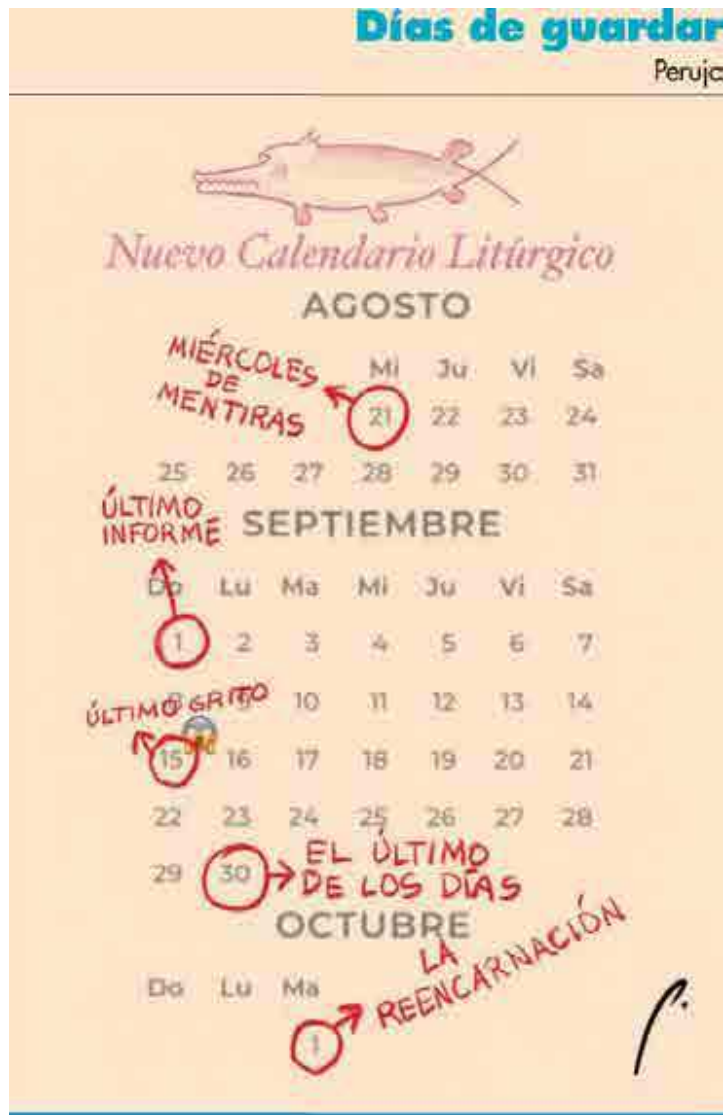 Días de guardar
Perujo
Nuevo Calendario Litúrgico
AGOSTO
MIÉRCOLES
DE
MENTIRAS
Mi Ju Vi Sa
21 22 23 24
25 26 27 28 29 30 31
ÚLTIMO
INFORME
SEPTIEMBRE
Do Lu Ma Mi Ju Vi Sa
1 2 3 4 5 6 7
ÚLTIMO GRITO
8 9 10 11 12 13 14
15 16 17 18 19 20 21
22 23 24 25 26 27 28
29 30
EL ÚLTIMO
DE LOS DÍAS
OCTUBRE
LA
REENCARNACIÓN
Do Lu Ma
1